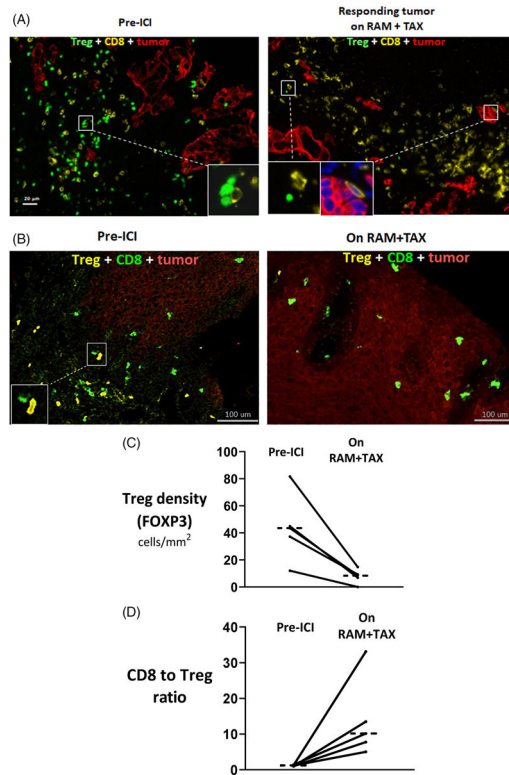 (A)
Pre-ICI
Responding tumor
on RAM + TAX
Treg + CD8 + tumor
Treg + CD8 + tumor
20 µm
(B)
Pre-ICI
On RAM+TAX
Treg + CD8 + tumor
Treg + CD8 + tumor
100 um
100 um
(C)
Pre-ICI
On
RAM+TAX
Treg density
(FOXP3)
cells/mm²
100
80
60
40
20
0
(D)
Pre-ICI
On
RAM+TAX
CD8 to Treg
ratio
40
30
20
10
0